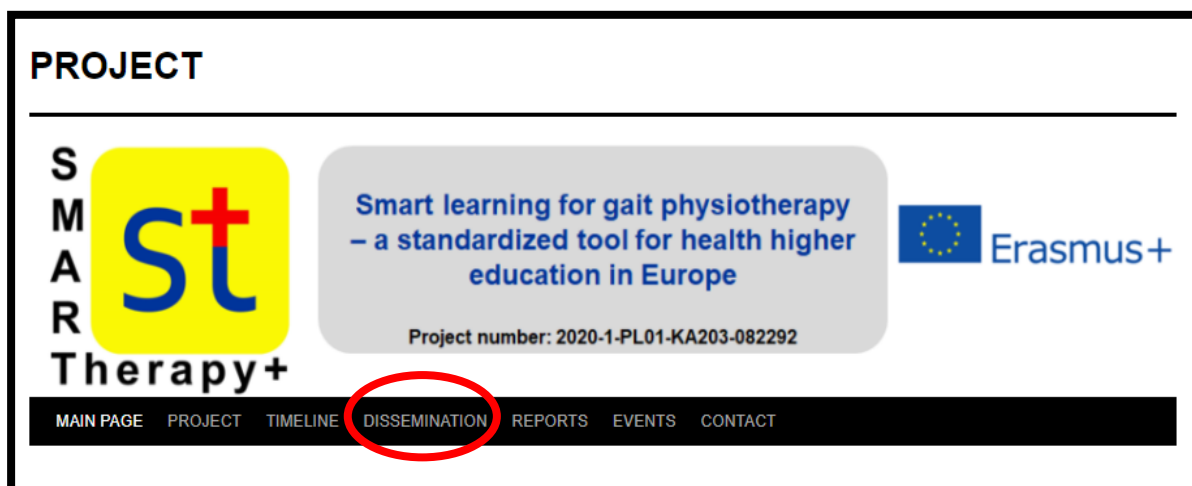 PROJECT
SMART
Therapy+
st
Smart learning for gait physiotherapy
– a standardized tool for health higher
education in Europe
Project number: 2020-1-PL01-KA203-082292
Erasmus+
MAIN PAGE PROJECT TIMELINE DISSEMINATION REPORTS EVENTS CONTACT